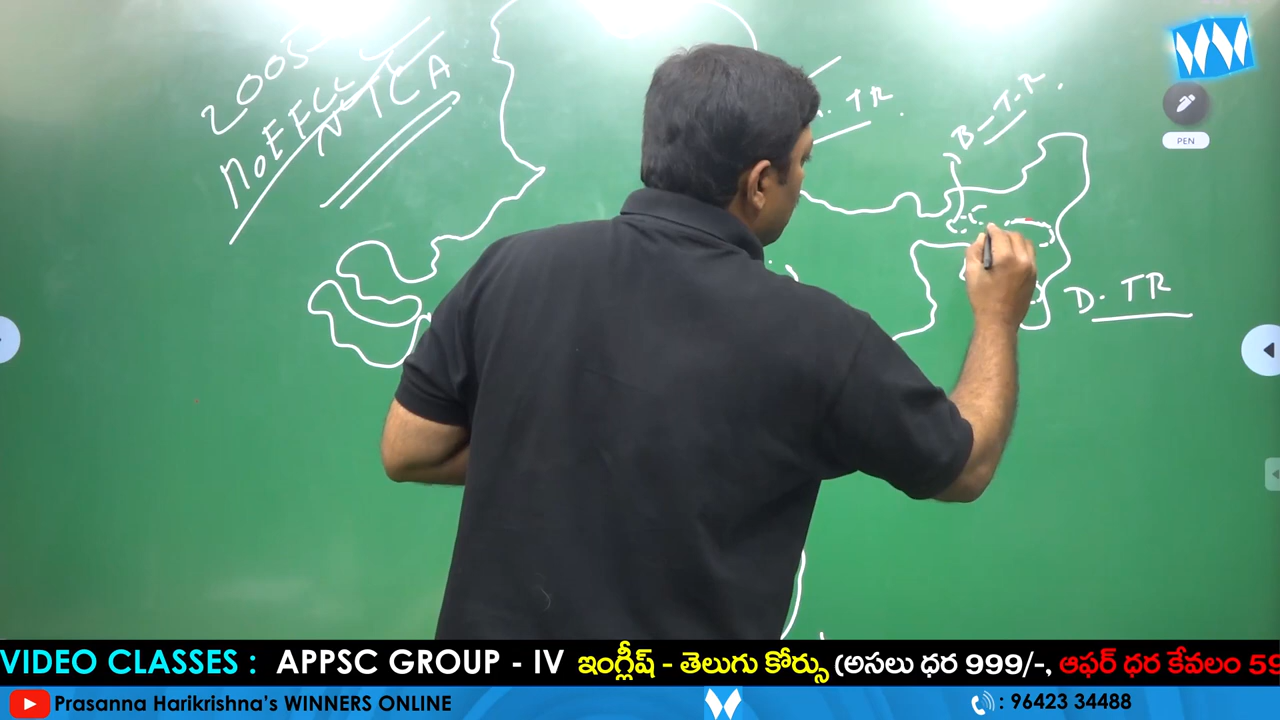 2005
MOEFCC
NTCA
TR.
B-T-R.
D. TR
PEN
VIDEO CLASSES : APPSC GROUP - IV ఇంగ్లీష్ - తెలుగు కోర్సు (అసలు ధర 999/-, ఆఫర్ ధర కేవలం 59
Prasanna Harikrishna's WINNERS ONLINE : 96423 34488